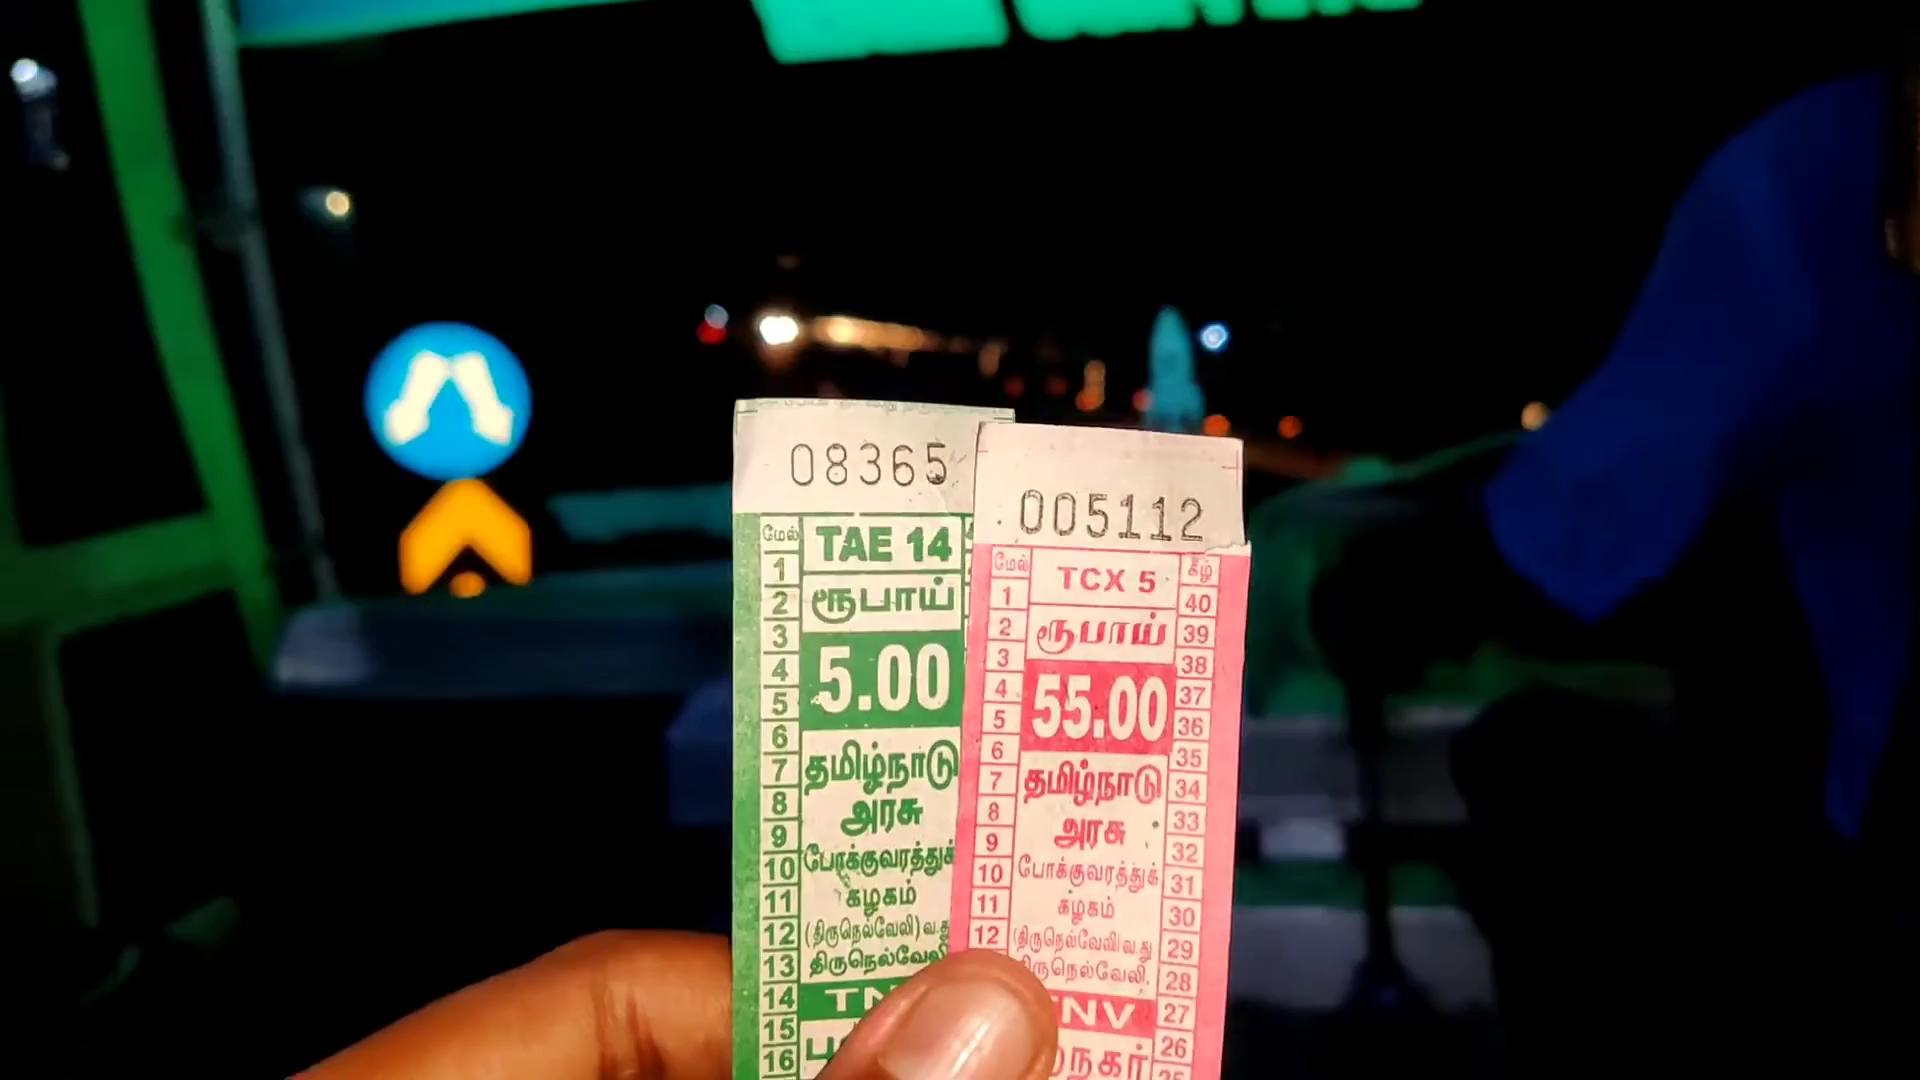 08365
மேல்
TAE 14
1
ரூபாய்
2
3
5.00
4
5
6
தமிழ்நாடு
7
அரசு
8
9
போக்குவரத்துக்
10
கழகம்
11
(திருநெல்வேலி)
12
திருநெல்வேலி
13
14
15
16
005112
மேல்
TCX 5
கீழ்
1
40
2
ரூபாய்
39
3
38
4
55.00
37
5
36
6
35
7
தமிழ்நாடு
34
8
அரசு
33
9
32
10
போக்குவரத்துக்
31
11
கழகம்
30
12
(திருநெல்வேலி) வ.து
29
திருநெல்வேலி.
28
TNV
27
26